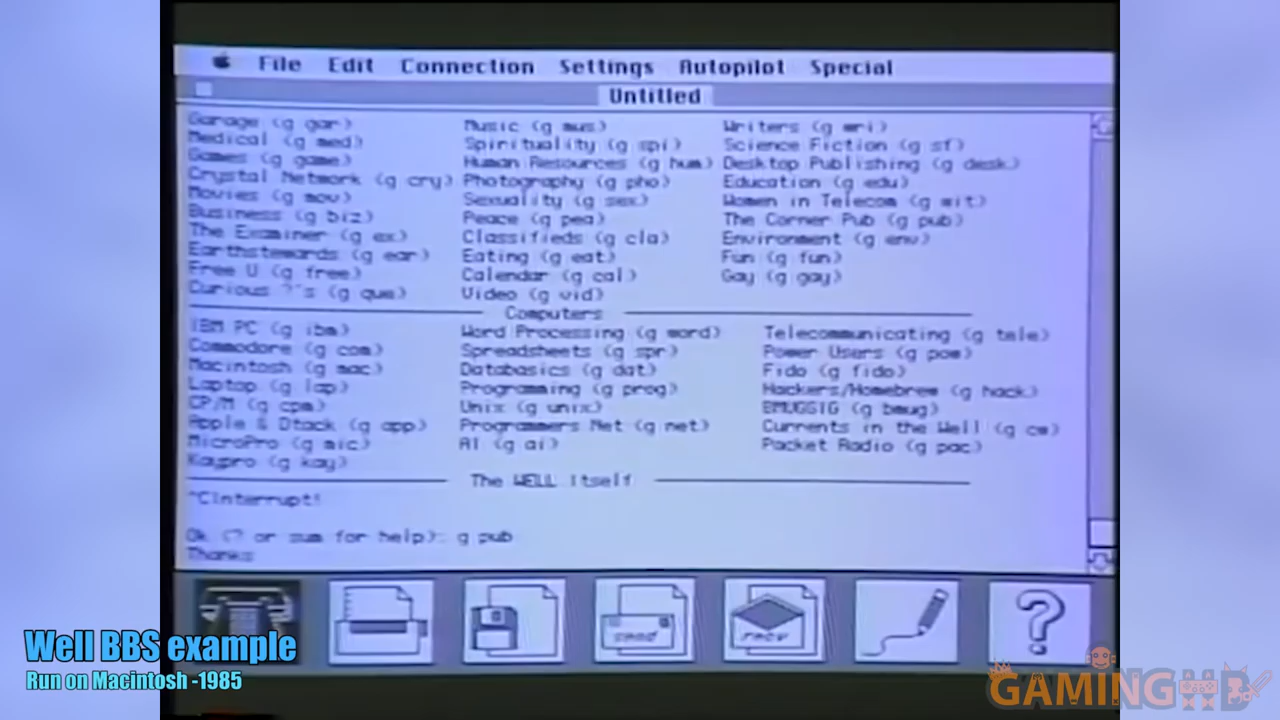 File Edit Connection Settings Autopilot Special
Untitled
Garage (g gar) Music (g mus) Writers (g wri)
Medical (g med) Spirituality (g spi) Science Fiction (g sf)
Games (g game) Human Resources (g hum) Desktop Publishing (g desk)
Crystal Network (g cry) Photography (g pho) Education (g edu)
Movies (g mov) Sexuality (g sex) Women in Telecom (g wit)
Business (g biz) Peace (g pea) The Corner Pub (g pub)
The Examiner (g ex) Classifieds (g cla) Environment (g env)
Earthstewards (g ear) Eating (g eat) Fun (g fun)
Free U (g free) Calendar (g cal) Gay (g gay)
Curious ?'s (g que) Video (g vid)
Computers
IBM PC (g ibm) Word Processing (g word) Telecommunicating (g tele)
Commodore (g com) Spreadsheets (g spr) Power Users (g pow)
Macintosh (g mac) Databasics (g dat) Fido (g fido)
Laptop (g lap) Programming (g prog) Hackers/Homebrew (g hack)
CP/M (g cpm) Unix (g unix) BMUGSIG (g bmug)
Apple & Dtack (g app) Programmers Net (g net) Currents in the Well (g cw)
MicroPro (g mic) AI (g ai) Packet Radio (g pac)
Kaypro (g kay)
The WELL Itself
^CInterrupt!
Ok (? or sum for help): g pub
Thanks
send recv ?
Well BBS example
Run on Macintosh -1985
GAMING HD